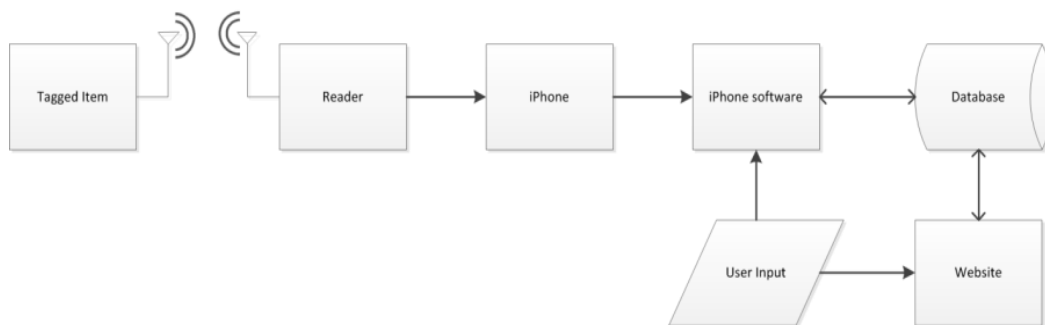 Tagged Item
Reader
iPhone
iPhone software
Database
User Input
Website